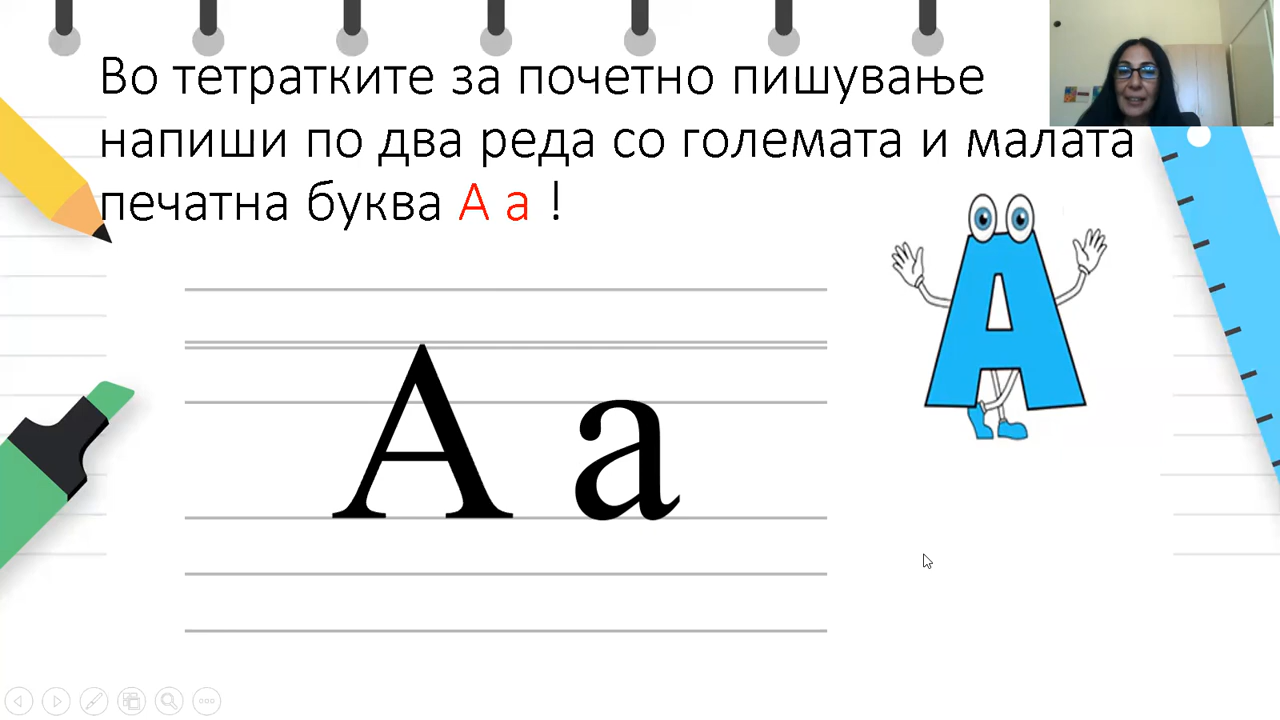 Во тетратките за почетно пишување
напиши по два реда со големата и малата
печатна буква А а !
А а